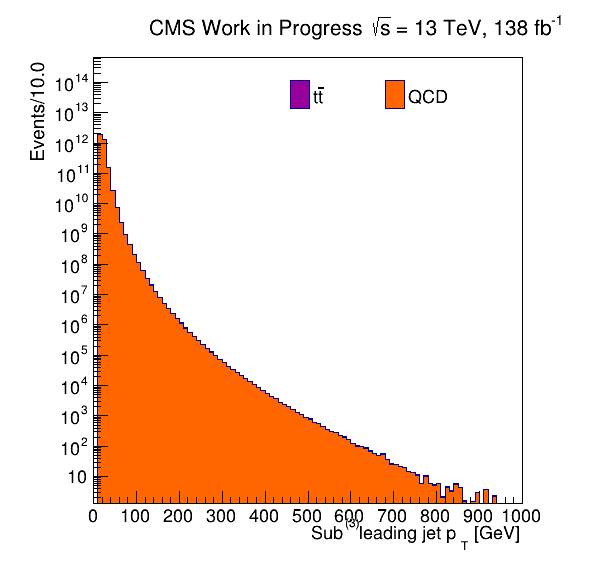 CMS Work in Progress √s = 13 TeV, 138 fb⁻¹
Events/10.0
tt̄
QCD
10¹⁴
10¹³
10¹²
10¹¹
10¹⁰
10⁹
10⁸
10⁷
10⁶
10⁵
10⁴
10³
10²
10
0 100 200 300 400 500 600 700 800 900 1000
Sub⁽³⁾leading jet p_T [GeV]